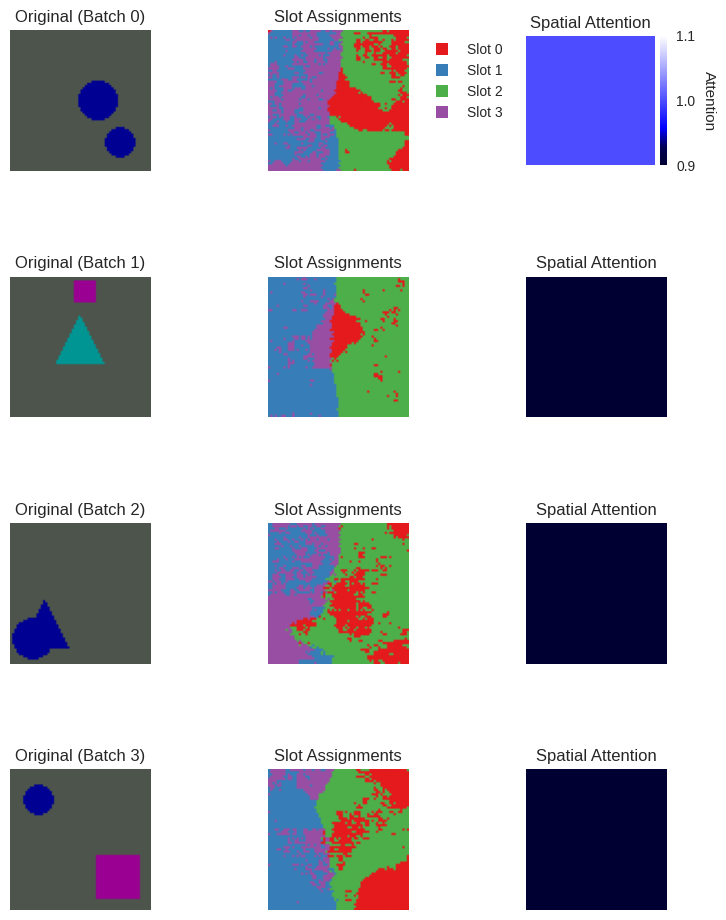 Original (Batch 0)
Slot Assignments
Spatial Attention
Slot 0
Slot 1
Slot 2
Slot 3
1.1
1.0
0.9
Attention
Original (Batch 1)
Slot Assignments
Spatial Attention
Original (Batch 2)
Slot Assignments
Spatial Attention
Original (Batch 3)
Slot Assignments
Spatial Attention